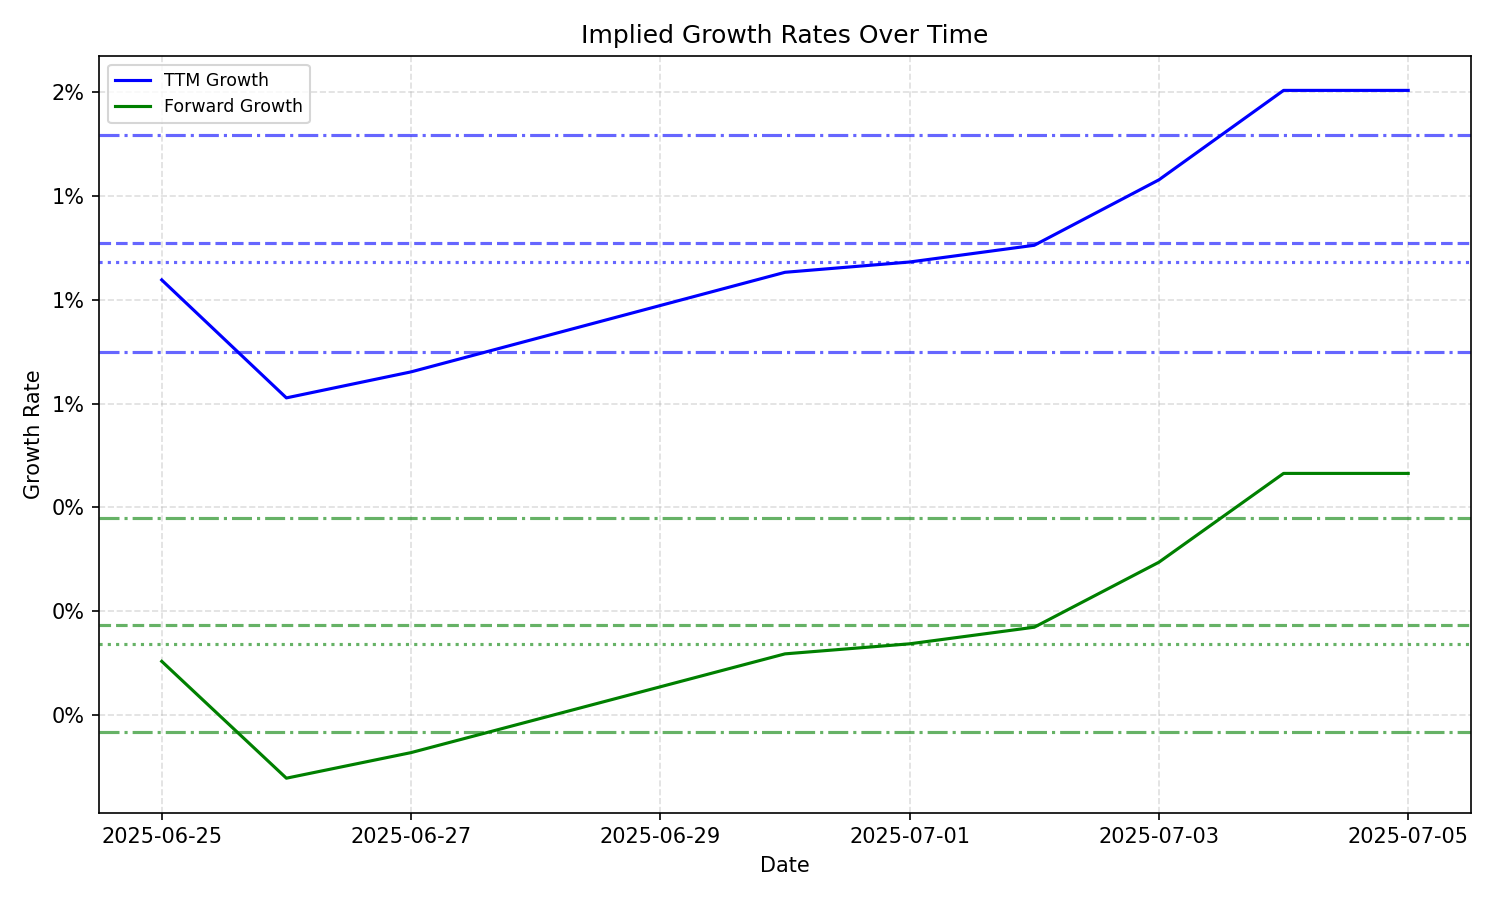 Implied Growth Rates Over Time
TTM Growth
Forward Growth
2%
1%
1%
1%
0%
0%
0%
Growth Rate
2025-06-25
2025-06-27
2025-06-29
2025-07-01
2025-07-03
2025-07-05
Date